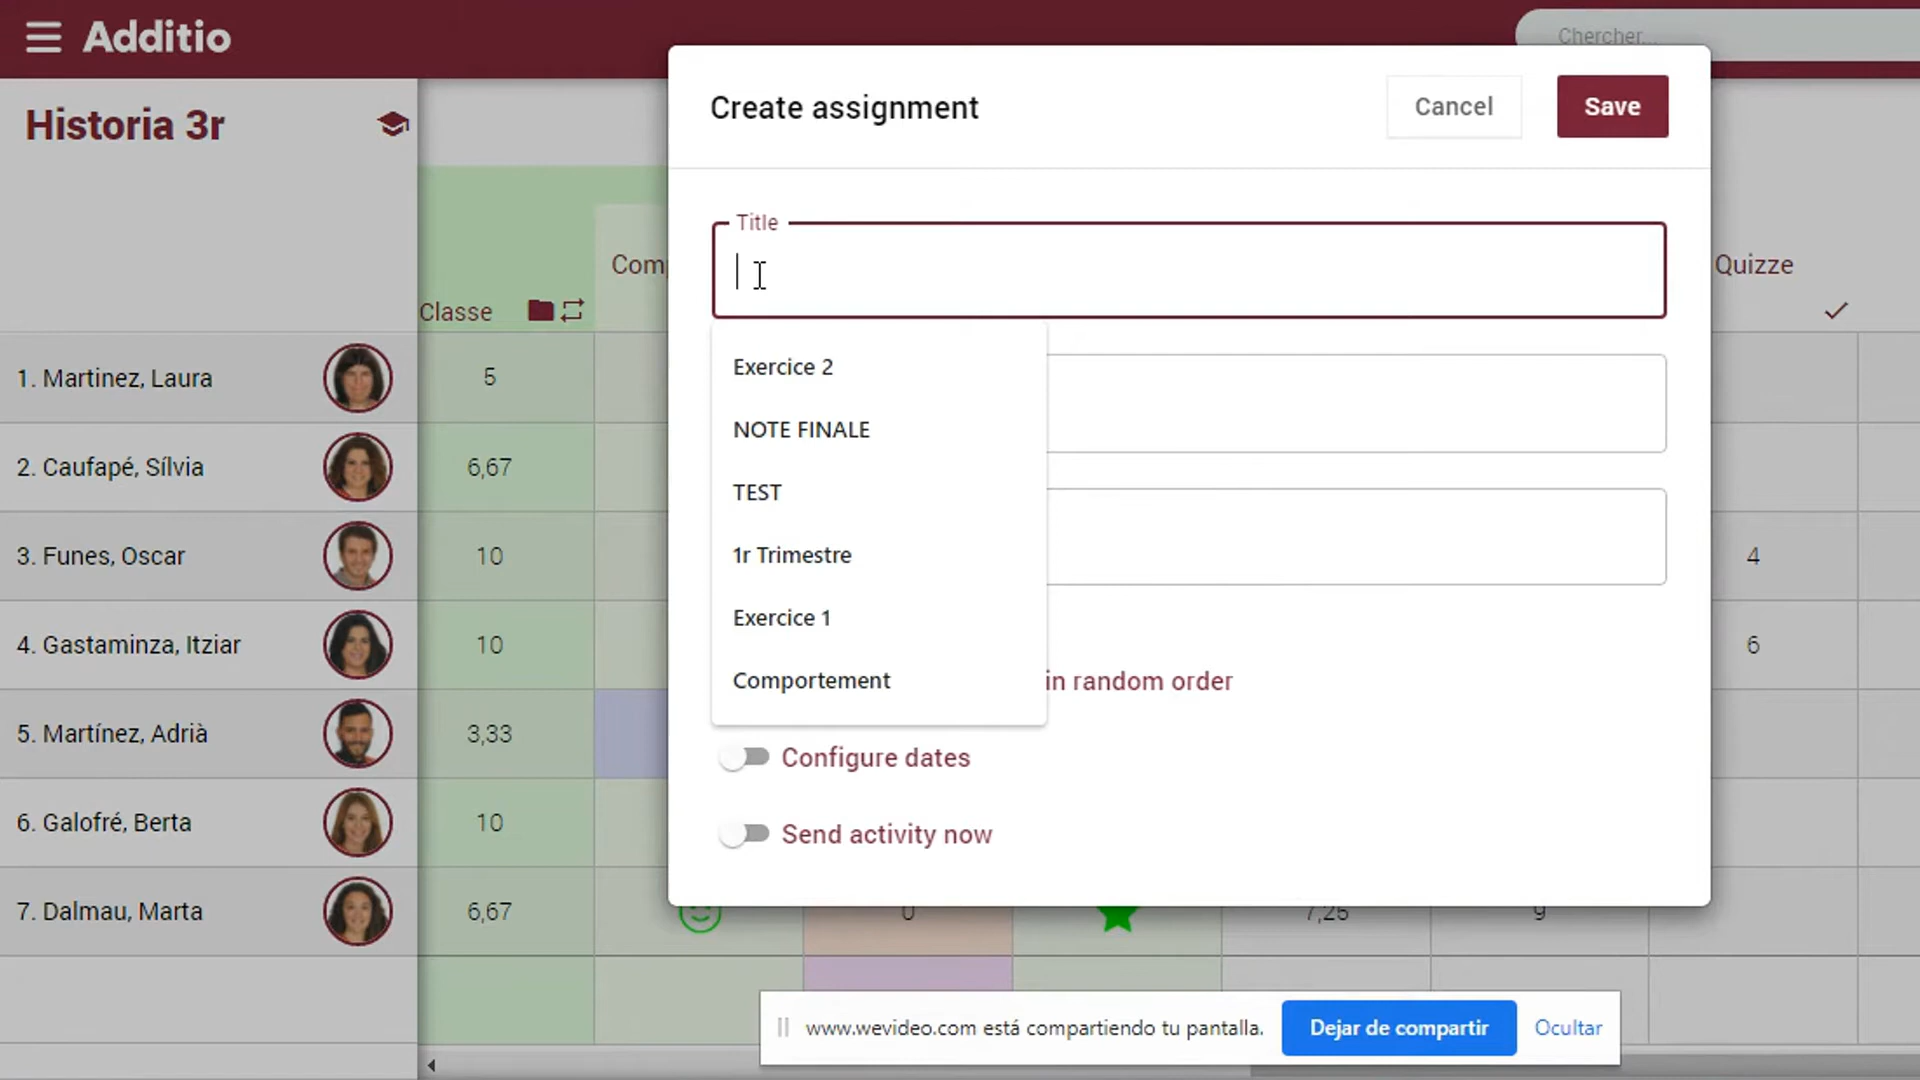 Additio
Chercher...
Historia 3r
Create assignment
Cancel
Save
Title
Comp
Quizze
Classe
Exercice 2
NOTE FINALE
TEST
1r Trimestre
Exercice 1
Comportement
in random order
Configure dates
Send activity now
1. Martinez, Laura
5
2. Caufapé, Sílvia
6,67
3. Funes, Oscar
10
4
4. Gastaminza, Itziar
10
6
5. Martínez, Adrià
3,33
6. Galofré, Berta
10
7. Dalmau, Marta
6,67
0
7,25
9
www.wevideo.com está compartiendo tu pantalla.
Dejar de compartir
Ocultar